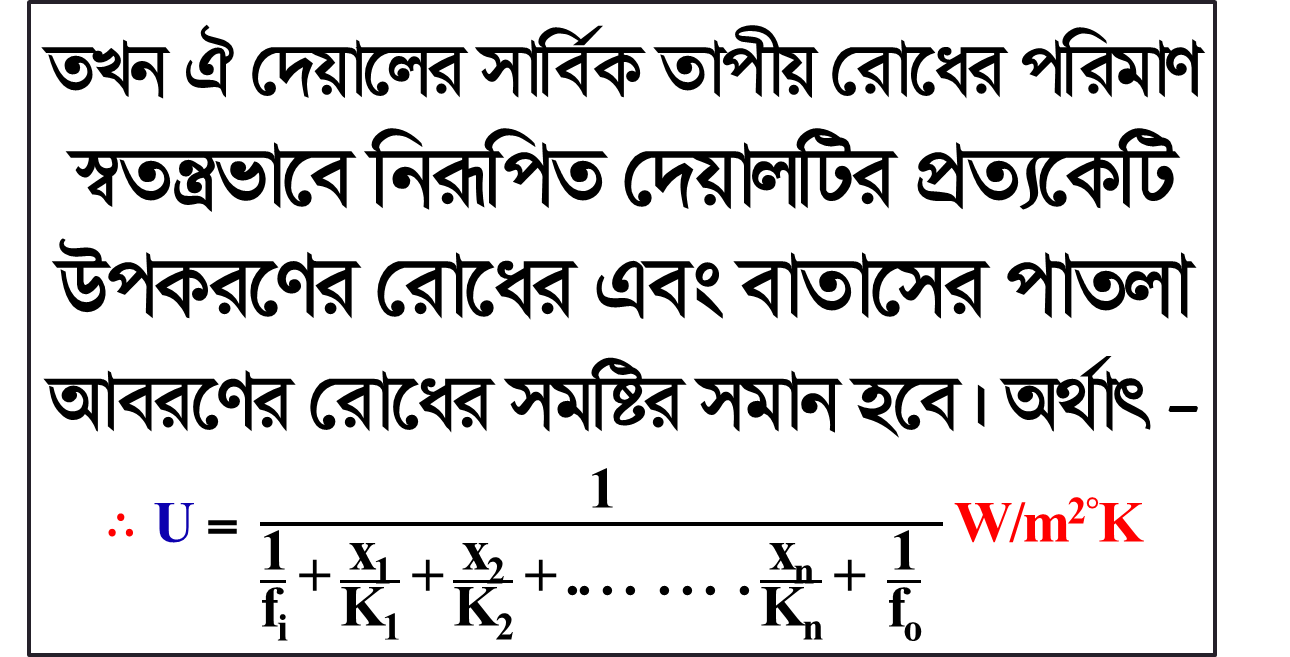 তখন ঐ দেয়ালের সার্বিক তাপীয় রোধের পরিমাণ
স্বতন্ত্রভাবে নিরূপিত দেয়ালটির প্রত্যকেটি
উপকরণের রোধের এবং বাতাসের পাতলা
আবরণের রোধের সমষ্টির সমান হবে। অর্থাৎ –
∴ U = 1 / (1/fᵢ + x₁/K₁ + x₂/K₂ + ......... xₙ/Kₙ + 1/fₒ) W/m²°K